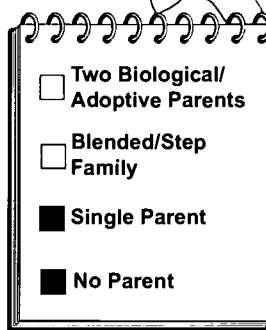 Two Biological/
Adoptive Parents
Blended/Step
Family
Single Parent
No Parent